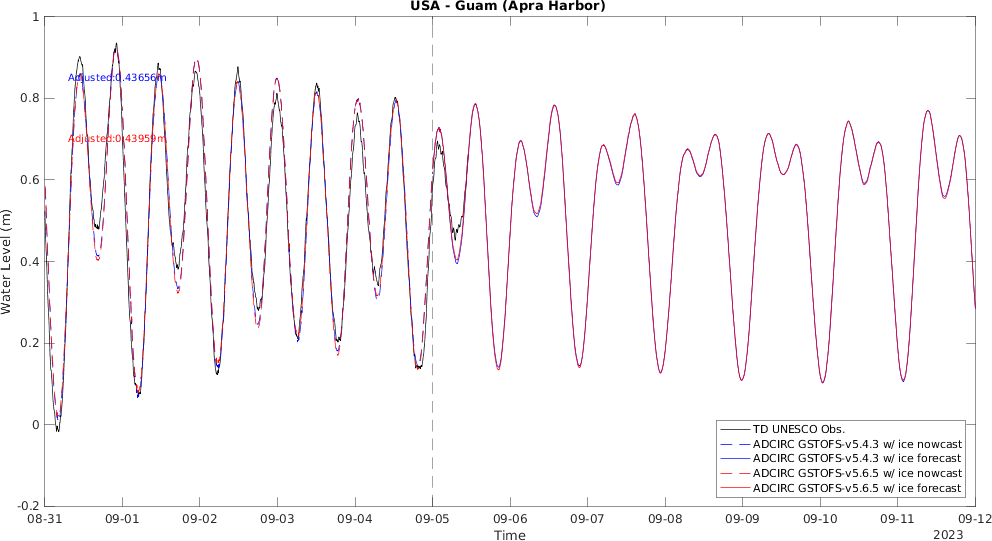 USA - Guam (Apra Harbor)
1
0.8
0.6
0.4
0.2
0
-0.2
Water Level (m)
Adjusted:0.43656m
Adjusted:0.43959m
TD UNESCO Obs.
ADCIRC GSTOFS-v5.4.3 w/ ice nowcast
ADCIRC GSTOFS-v5.4.3 w/ ice forecast
ADCIRC GSTOFS-v5.6.5 w/ ice nowcast
ADCIRC GSTOFS-v5.6.5 w/ ice forecast
08-31 09-01 09-02 09-03 09-04 09-05 09-06 09-07 09-08 09-09 09-10 09-11 09-12
Time
2023